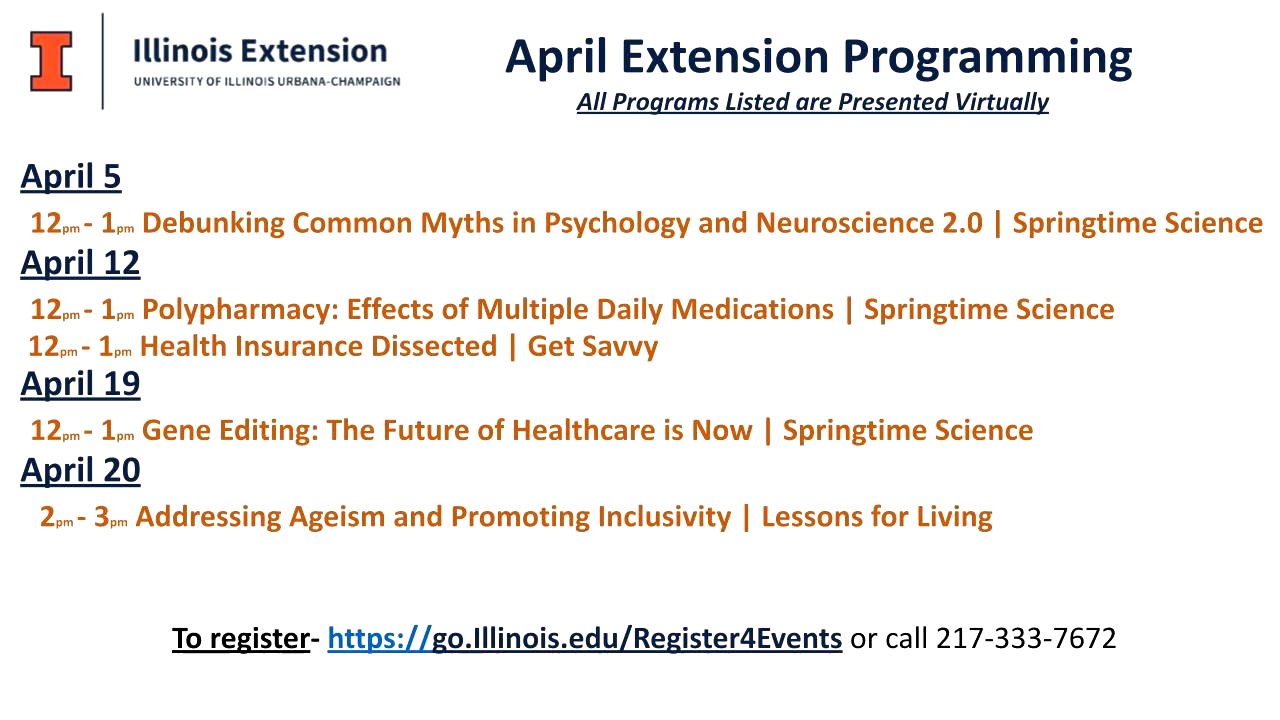 I
Illinois Extension
UNIVERSITY OF ILLINOIS URBANA-CHAMPAIGN
April Extension Programming
All Programs Listed are Presented Virtually
April 5
12pm - 1pm Debunking Common Myths in Psychology and Neuroscience 2.0 | Springtime Science
April 12
12pm - 1pm Polypharmacy: Effects of Multiple Daily Medications | Springtime Science
12pm - 1pm Health Insurance Dissected | Get Savvy
April 19
12pm - 1pm Gene Editing: The Future of Healthcare is Now | Springtime Science
April 20
2pm - 3pm Addressing Ageism and Promoting Inclusivity | Lessons for Living
To register- https://go.Illinois.edu/Register4Events or call 217-333-7672